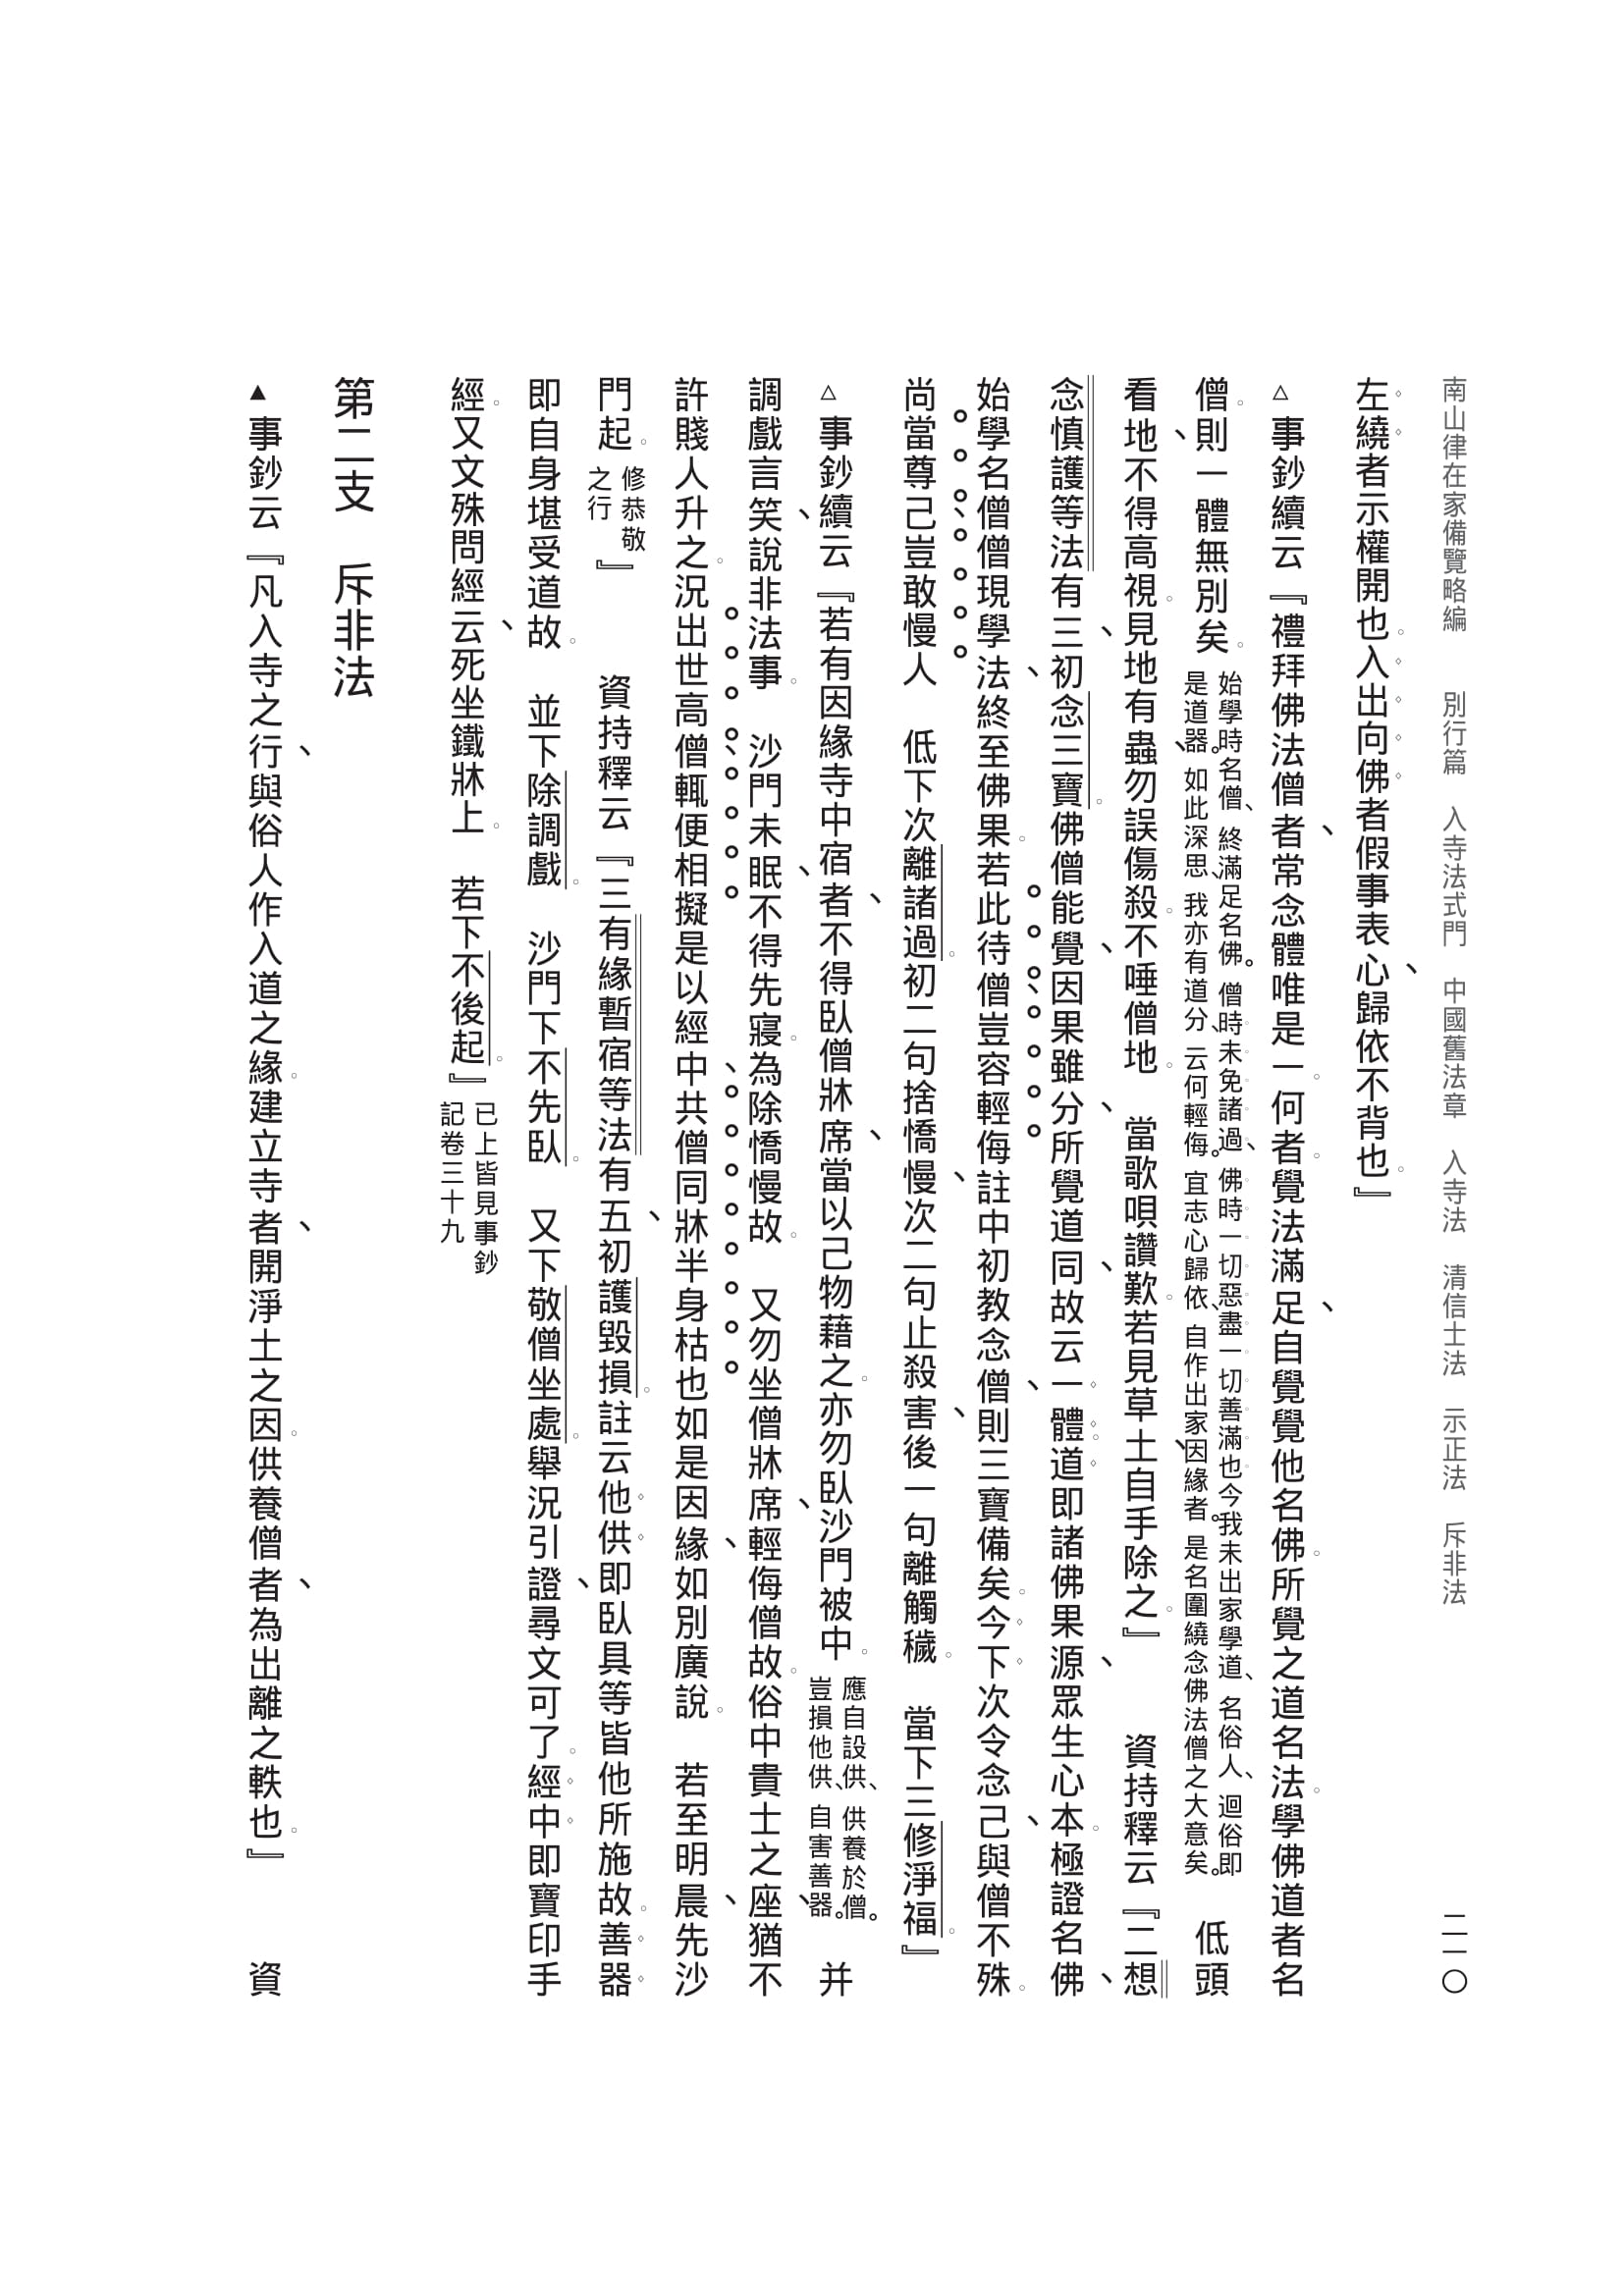 南山律在家備覽略編　別行篇　入寺法式門　中國舊法章　入寺法　清信士法　示正法　斥非法　二一〇
左繞者示權開也。入出向佛者假事表心、歸依不背也。』
△事鈔續云『禮拜佛法僧者、常念體唯是一。何者。覺法滿足、自覺覺他名佛。所覺之道名法。學佛道者名
僧。則一體無別矣。始學時名僧、終滿足名佛。僧時未免諸過、佛時一切惡盡一切善滿也今我未出家學道、名俗人、迴俗即
是道器。如此深思、我亦有道分、云何輕侮。宜志心歸依、自作出家因緣者。是名圍繞念佛法僧之大意矣。　低頭
看地、不得高視。見地有蟲、勿誤傷殺。不唾僧地。　當歌唄讚歎。若見草土、自手除之。』　資持釋云『二想
念慎護等法有三、初念三寶。佛僧能覺、因果雖分、所覺道同、故云一體。道即諸佛果源、眾生心本。極證名佛、
始學名僧僧現學法、終至佛果。若此待僧豈容輕侮註中初教念僧、則三寶備矣。今下次令念己、與僧不殊。
尚當尊己豈敢慢人　低下次離諸過。初二句捨憍慢、次二句止殺害、後一句離觸穢。　當下三修淨福。』
△事鈔續云『若有因緣寺中宿者、不得臥僧牀席、當以己物藉之。亦勿臥沙門被中。應自設供、供養於僧。
豈損他供、自害善器。　并
調戲言笑、說非法事。　沙門未眠、不得先寢。為除憍慢故。　又勿坐僧牀席、輕侮僧故。俗中貴士之座、猶不
許賤人升之。況出世高僧輒便相擬是以經中、共僧同牀半身枯也如是因緣、如別廣說。　若至明晨、先沙
門起。修恭敬
之行』　資持釋云『三有緣暫宿等法有五、初護毀損。註云他供即臥具等皆他所施故。善器
即自身堪受道故。　並下除調戲。　沙門下不先臥。　又下敬僧坐處。舉況引證、尋文可了。經中即寶印手
經。又文殊問經云、死坐鐵牀上。　若下不後起。』已上皆見事鈔
記卷三十九
第二支　斥非法
▲事鈔云『凡入寺之行、與俗人作入道之緣。建立寺者、開淨土之因。供養僧者、為出離之軼也。』　資